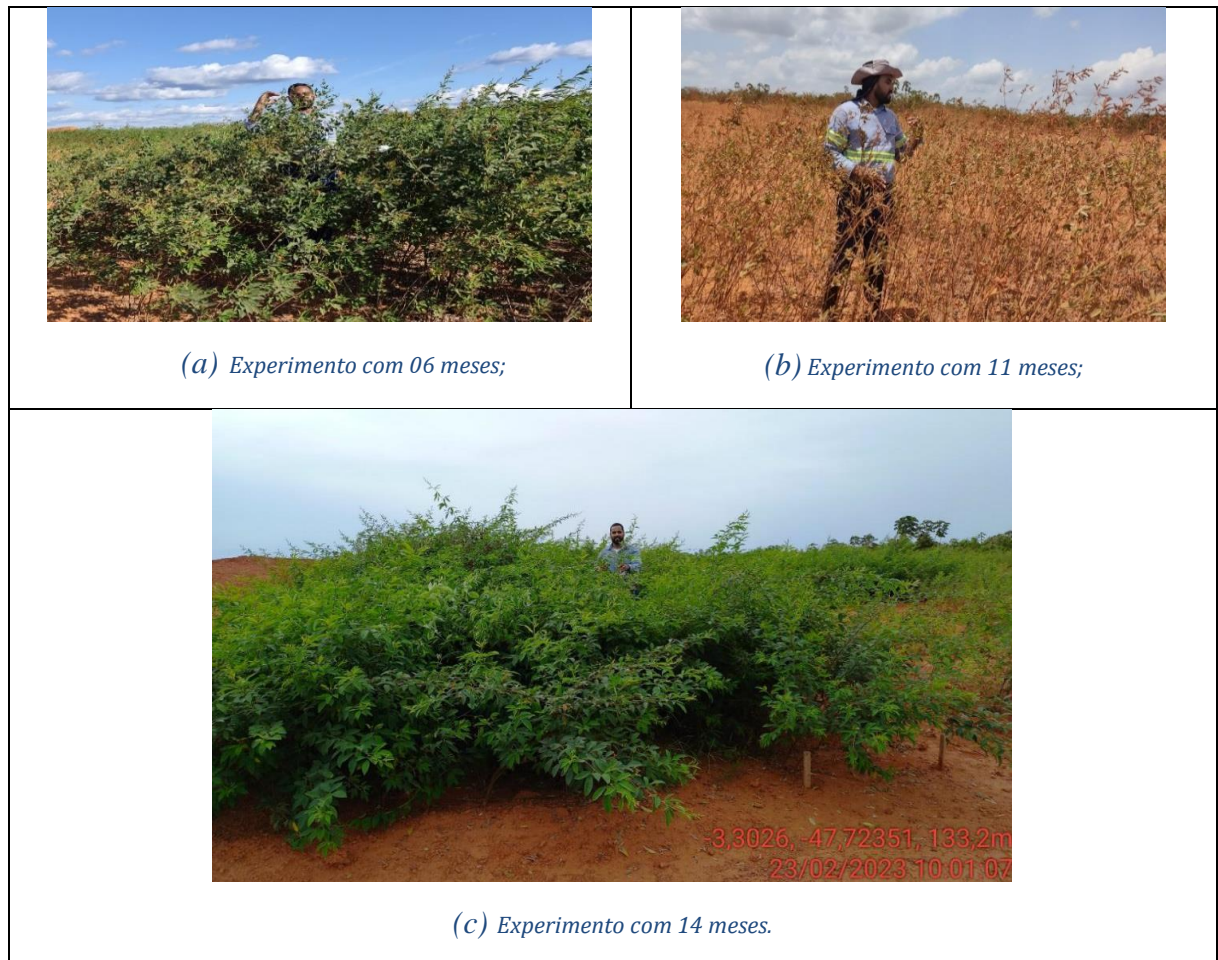 (a) Experimento com 06 meses;
(b) Experimento com 11 meses;
-3,3026, -47,72351, 133,2m
23/02/2023 10:01:07
(c) Experimento com 14 meses.